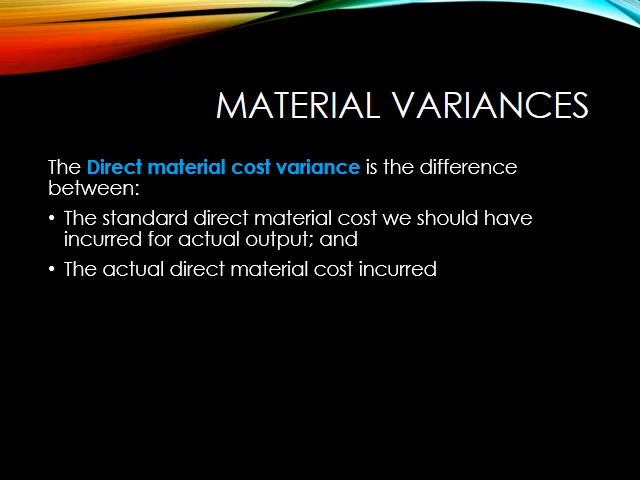 MATERIAL VARIANCES
The Direct material cost variance is the difference
between:
• The standard direct material cost we should have
incurred for actual output; and
• The actual direct material cost incurred